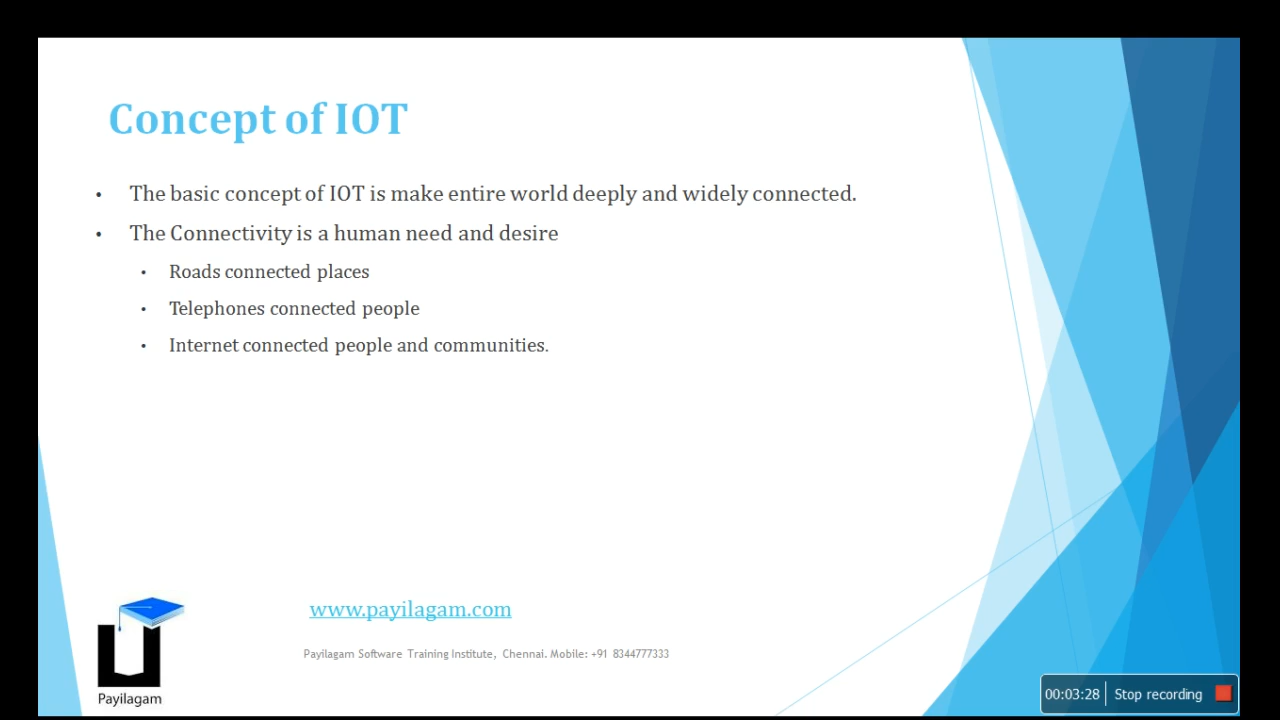 Concept of IOT
• The basic concept of IOT is make entire world deeply and widely connected.
• The Connectivity is a human need and desire
• Roads connected places
• Telephones connected people
• Internet connected people and communities.
www.payilagam.com
Payilagam Software Training Institute, Chennai. Mobile: +91 8344777333
Payilagam
00:03:28 Stop recording